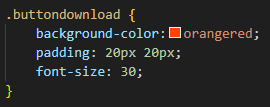 .buttondownload {
    background-color: orangered;
    padding: 20px 20px;
    font-size: 30;
}